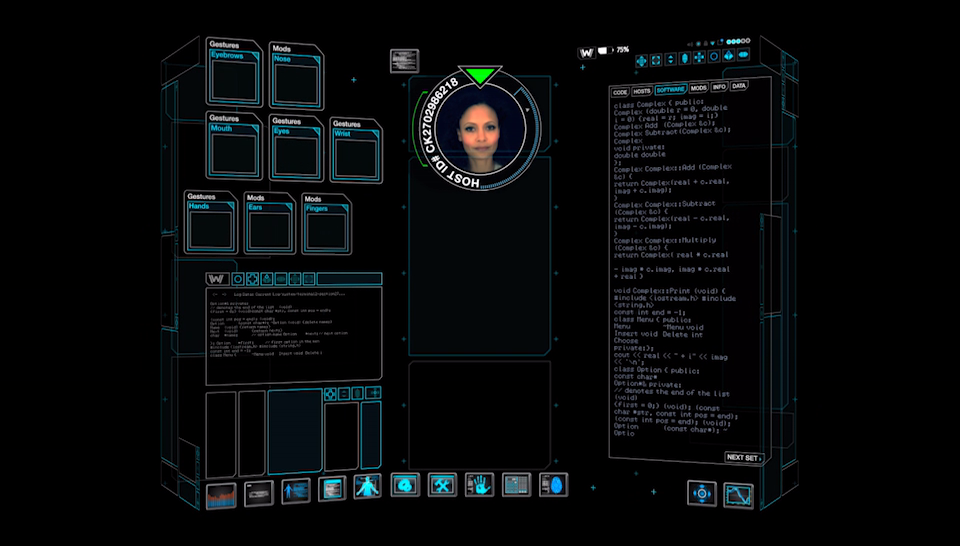 Gestures
Eyebrows
Mods
Nose
Gestures
Mouth
Gestures
Eyes
Gestures
Wrist
Gestures
Hands
Mods
Ears
Mods
Fingers
HOST ID# CK2702986218
W
75%
CODE HOSTS SOFTWARE MODS INFO DATA
class Complex { public:
Complex (double r = 0, double
i = 0) {real = r; imag = i;}
Complex Add (Complex &c);
Complex Subtract(Complex &c);
Complex
void private:
double double
};
Complex Complex::Add (Complex
&c) {
return Complex(real + c.real,
imag + c.imag);
}
Complex Complex::Subtract
(Complex &c) {
return Complex(real - c.real,
imag - c.imag);
}
Complex Complex::Multiply
(Complex &c) {
return Complex( real * c.real
- imag * c.imag, imag * c.real
* real )
void Complex::Print (void) {
#include <iostream.h> #include
<string.h>
const int end = -1;
class Menu { public:
Menu ~Menu void
Insert void Delete int
Choose
private:};
cout << real << " + i" << imag
<< '\n';
class Option { public:
const char*
Option*& private:
// denotes the end of the list
(void)
{first = 0;} (void); (const
char *str, const int pos = end);
(const int pos = end); (void);
Option (const char*); ~
Optio
NEXT SET ›
W
class Menu {